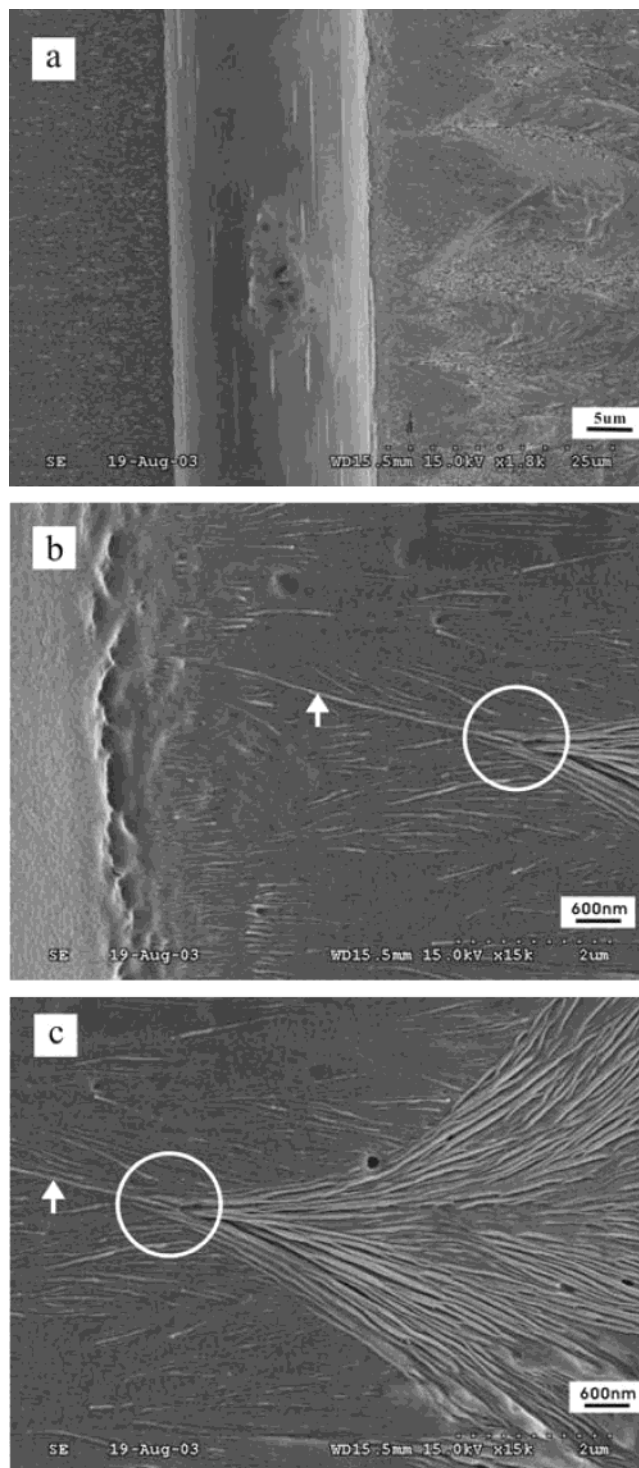 a
5um
SE 19-Aug-03 WD15.5mm 15.0kV x1.8k 25um
b
600nm
SE 19-Aug-03 WD15.5mm 15.0kV x15k 2um
c
600nm
SE 19-Aug-03 WD15.5mm 15.0kV x15k 2um